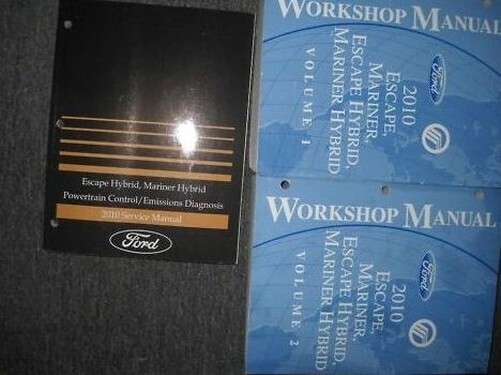 Escape Hybrid, Mariner Hybrid
Powertrain Control/Emissions Diagnosis
2010 Service Manual
Ford
WORKSHOP MANUAL
2010
ESCAPE,
MARINER,
ESCAPE HYBRID,
MARINER HYBRID
VOLUME 1
Ford
WORKSHOP MANUAL
2010
ESCAPE,
MARINER,
ESCAPE HYBRID,
MARINER HYBRID
VOLUME 2
Ford